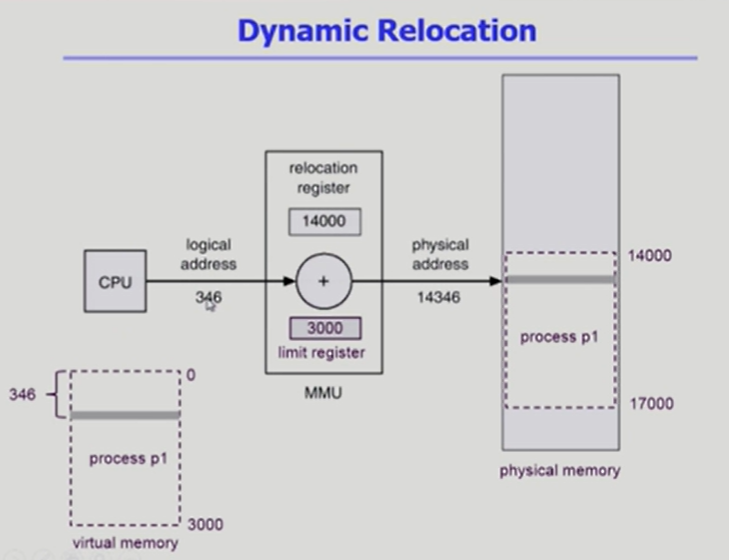 Dynamic Relocation
relocation
register
14000
logical
address
physical
address
14000
CPU
+
346
14346
3000
limit register
process p1
MMU
0
346
17000
process p1
physical memory
3000
virtual memory